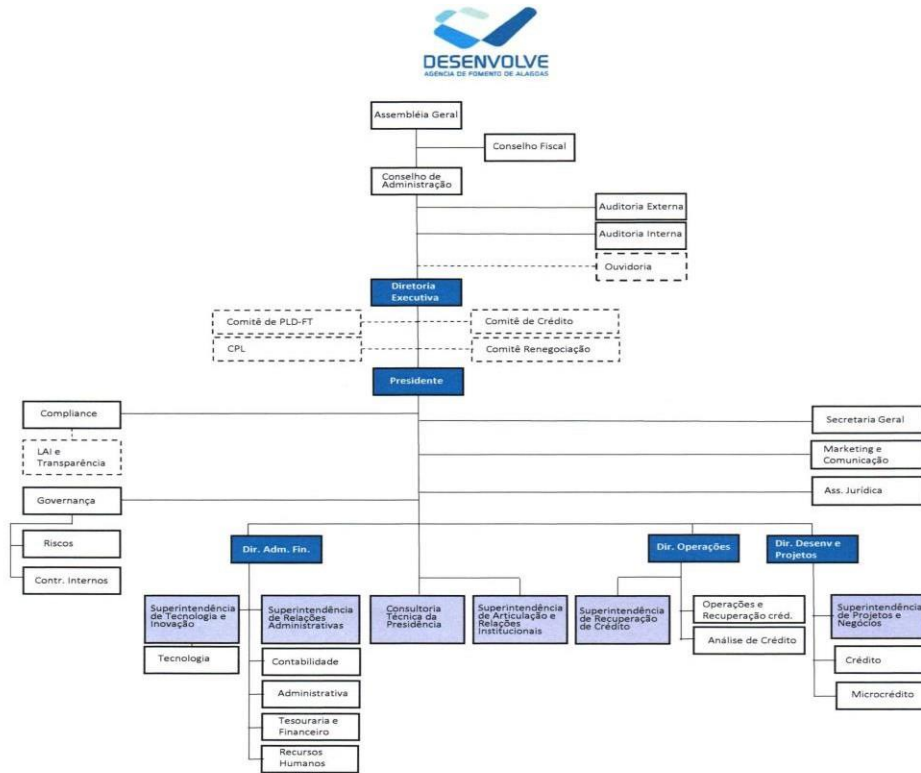 DESENVOLVE
AGÊNCIA DE FOMENTO DE ALAGOAS
Assembléia Geral
Conselho Fiscal
Conselho de
Administração
Auditoria Externa
Auditoria Interna
Ouvidoria
Diretoria
Executiva
Comitê de PLD-FT
Comitê de Crédito
CPL
Comitê Renegociação
Presidente
Compliance
Secretaria Geral
LAI e
Transparência
Marketing e
Comunicação
Governança
Ass. Jurídica
Riscos
Contr. Internos
Dir. Adm. Fin.
Dir. Operações
Dir. Desenv e
Projetos
Superintendência
de Tecnologia e
Inovação
Superintendência
de Relações
Administrativas
Consultoria
Técnica da
Presidência
Superintendência
de Articulação e
Relações
Institucionais
Superintendência
de Recuperação
de Crédito
Operações e
Recuperação créd.
Superintendência
de Projetos e
Negócios
Análise de Crédito
Tecnologia
Contabilidade
Crédito
Administrativa
Microcrédito
Tesouraria e
Financeiro
Recursos
Humanos